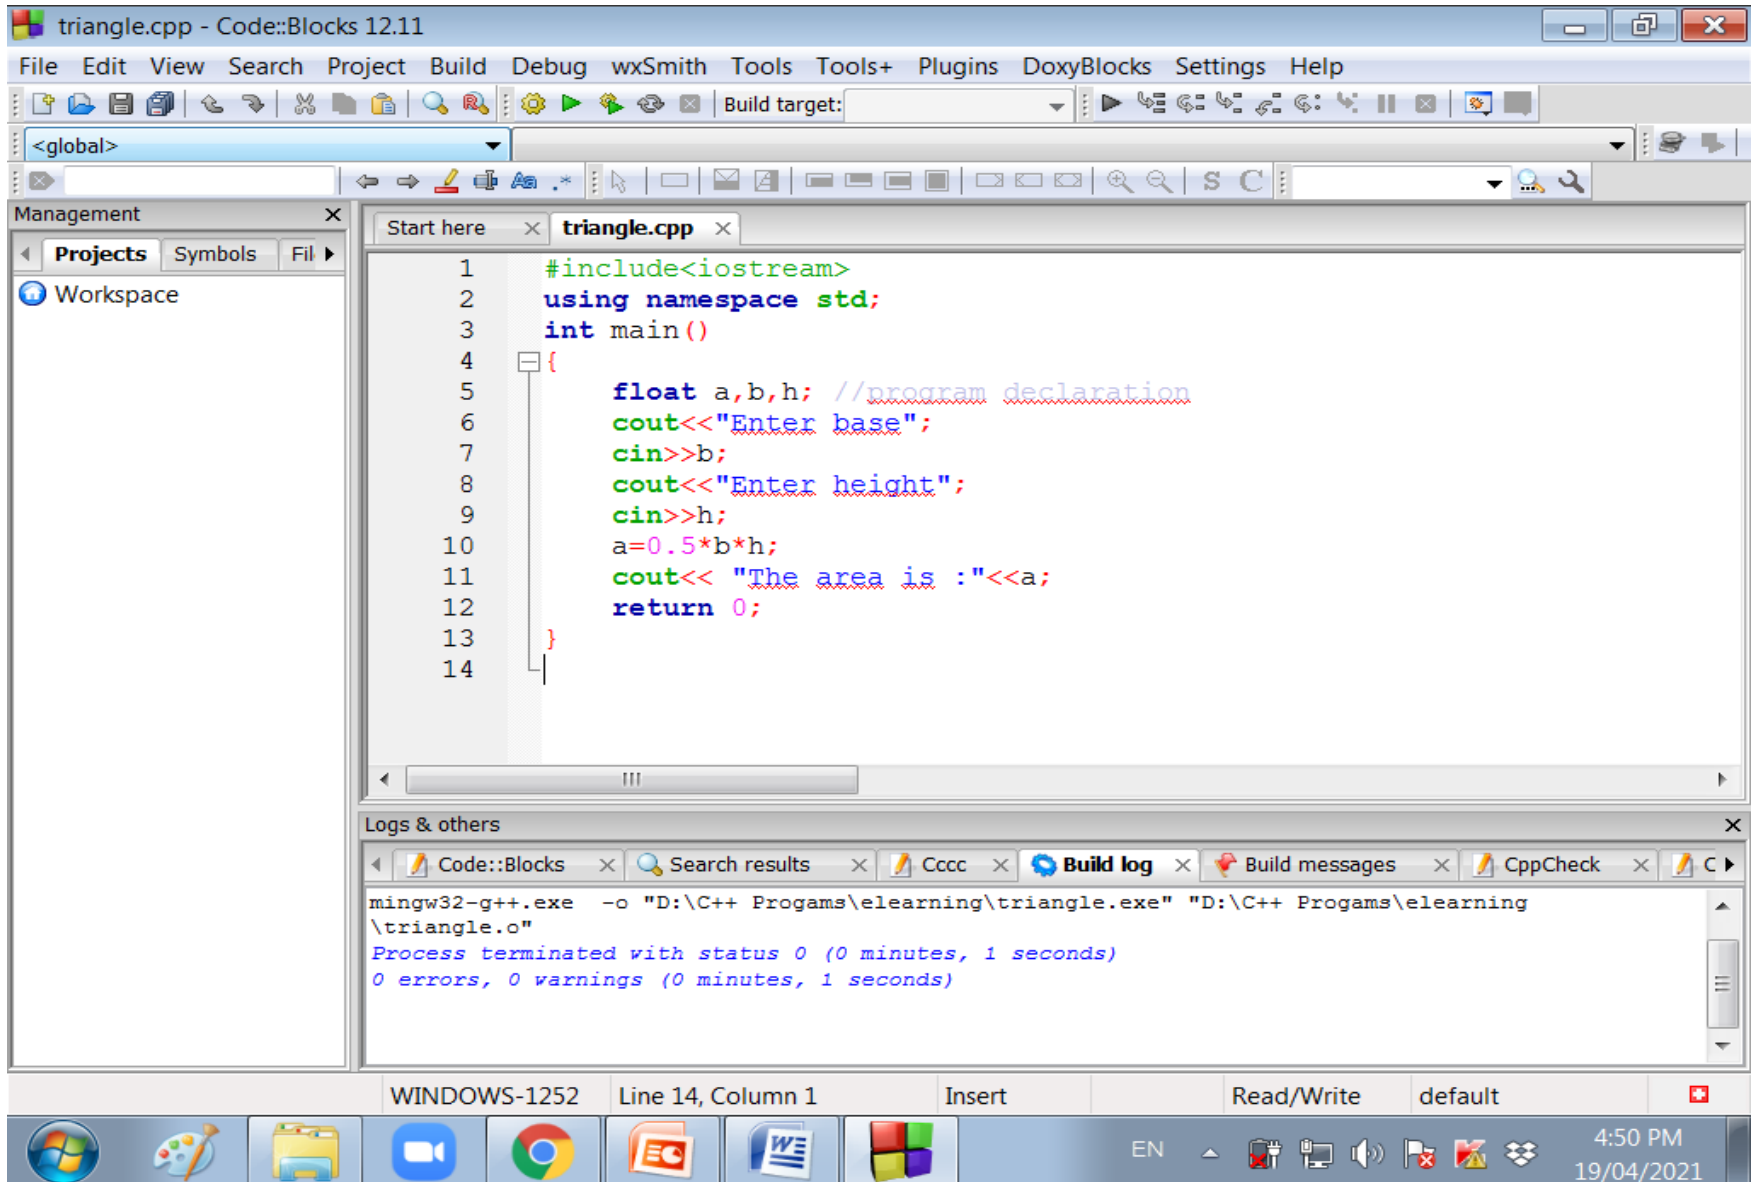 triangle.cpp - Code::Blocks 12.11
File Edit View Search Project Build Debug wxSmith Tools Tools+ Plugins DoxyBlocks Settings Help
Build target:
<global>
Aa .* S C
Management
Projects Symbols Fil
Workspace
Start here triangle.cpp
1 #include<iostream>
2 using namespace std;
3 int main()
4 {
5 float a,b,h; //program declaration
6 cout<<"Enter base";
7 cin>>b;
8 cout<<"Enter height";
9 cin>>h;
10 a=0.5*b*h;
11 cout<< "The area is :"<<a;
12 return 0;
13 }
14
Logs & others
Code::Blocks Search results Cccc Build log Build messages CppCheck C
mingw32-g++.exe -o "D:\C++ Progams\elearning\triangle.exe" "D:\C++ Progams\elearning
\triangle.o"
Process terminated with status 0 (0 minutes, 1 seconds)
0 errors, 0 warnings (0 minutes, 1 seconds)
WINDOWS-1252 Line 14, Column 1 Insert Read/Write default
EN 4:50 PM
19/04/2021